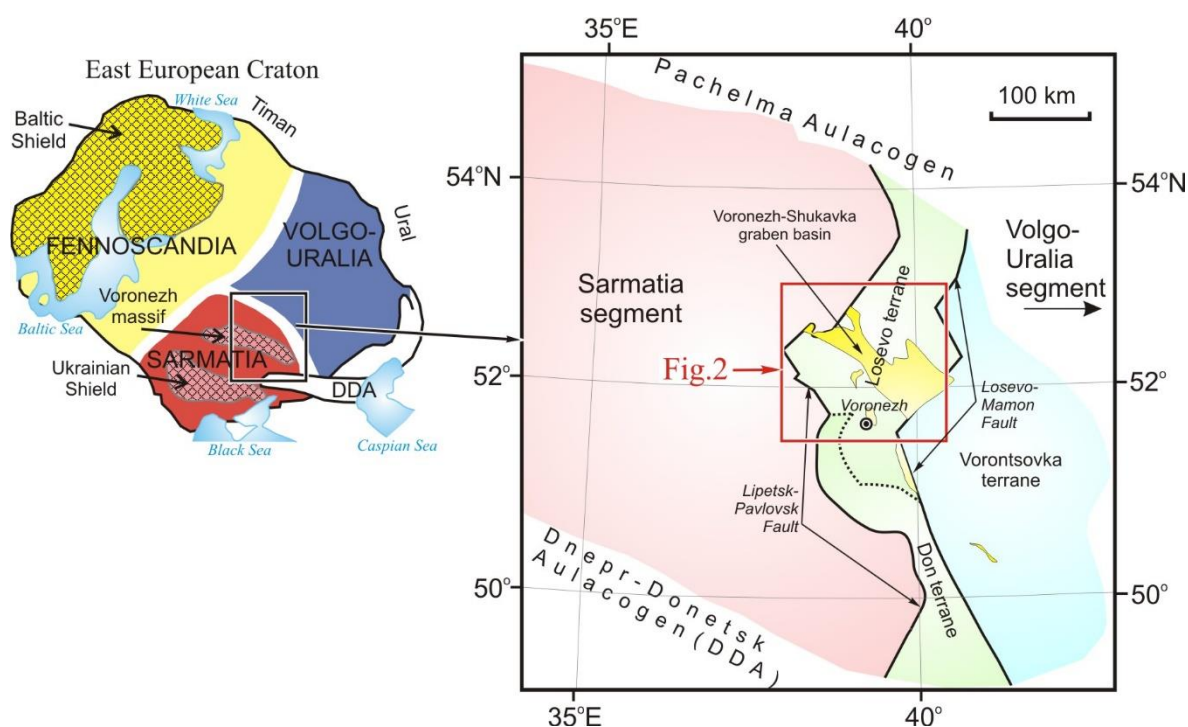 East European Craton
White Sea
Timan
Baltic
Shield
Ural
FENNOSCANDIA
VOLGO-
URALIA
Voronezh
massif
Baltic Sea
SARMATIA
Ukrainian
Shield
DDA
Black Sea
Caspian Sea
35°E
40°
Pachelma Aulacogen
100 km
54°N
54°N
Voronezh-Shukavka
graben basin
Volgo-
Uralia
segment
Sarmatia
segment
Losevo terrane
Fig.2
52°
52°
Voronezh
Losevo-
Mamon
Fault
Vorontsovka
terrane
Lipetsk-
Pavlovsk
Fault
Dnepr-Donetsk
Aulacogen (DDA)
Don terrane
50°
50°
35°E
40°